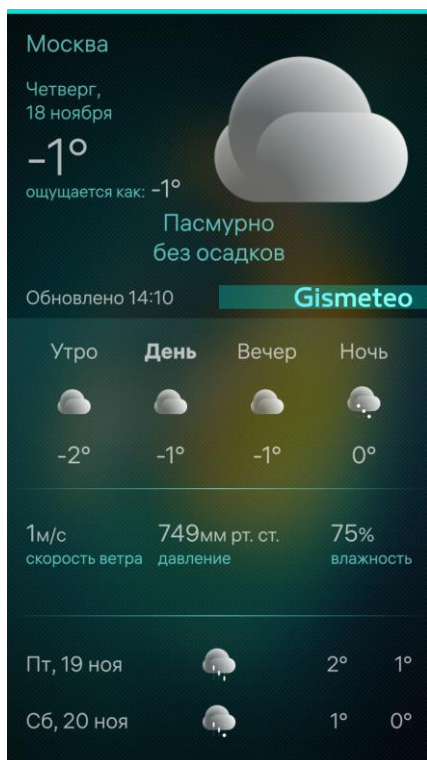 Москва
Четверг,
18 ноября
-1°
ощущается как: -1°
Пасмурно
без осадков
Обновлено 14:10 Gismeteo
Утро День Вечер Ночь
-2° -1° -1° 0°
1м/с 749мм рт. ст. 75%
скорость ветра давление влажность
Пт, 19 ноя 2° 1°
Сб, 20 ноя 1° 0°